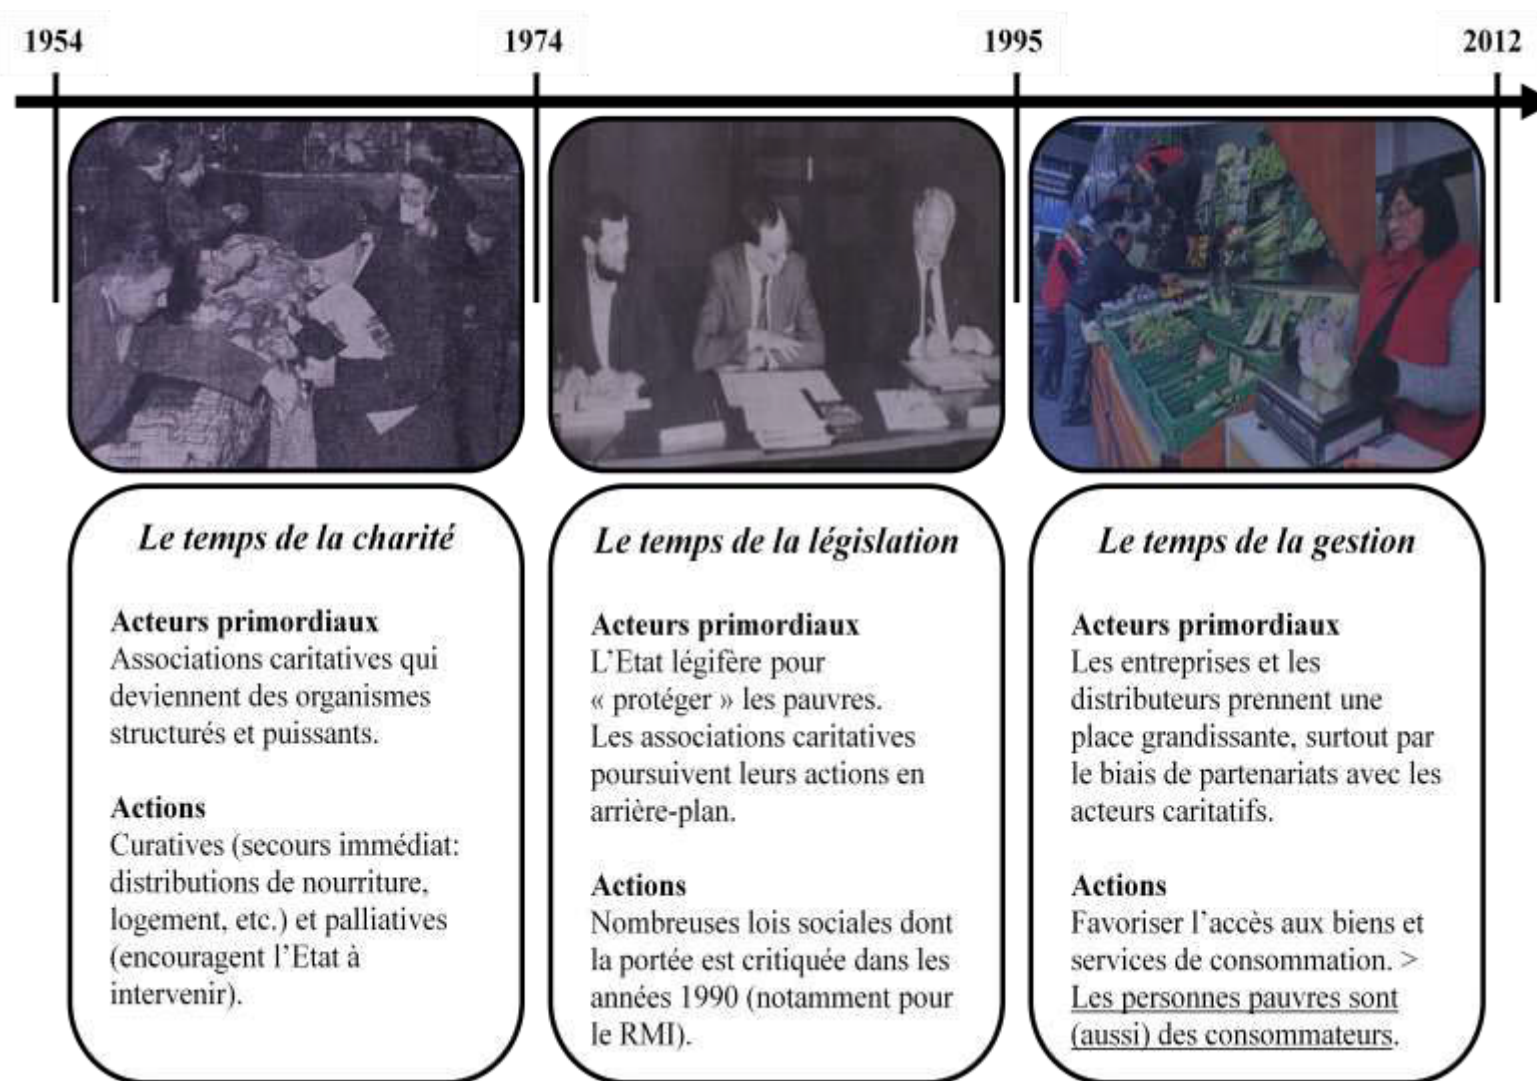 1954
1974
1995
2012
Le temps de la charité
Acteurs primordiaux
Associations caritatives qui
deviennent des organismes
structurés et puissants.
Actions
Curatives (secours immédiat:
distributions de nourriture,
logement, etc.) et palliatives
(encouragent l'Etat à
intervenir).
Le temps de la législation
Acteurs primordiaux
L'Etat légifère pour
« protéger » les pauvres.
Les associations caritatives
poursuivent leurs actions en
arrière-plan.
Actions
Nombreuses lois sociales dont
la portée est critiquée dans les
années 1990 (notamment pour
le RMI).
Le temps de la gestion
Acteurs primordiaux
Les entreprises et les
distributeurs prennent une
place grandissante, surtout par
le biais de partenariats avec les
acteurs caritatifs.
Actions
Favoriser l'accès aux biens et
services de consommation. >
Les personnes pauvres sont
(aussi) des consommateurs.